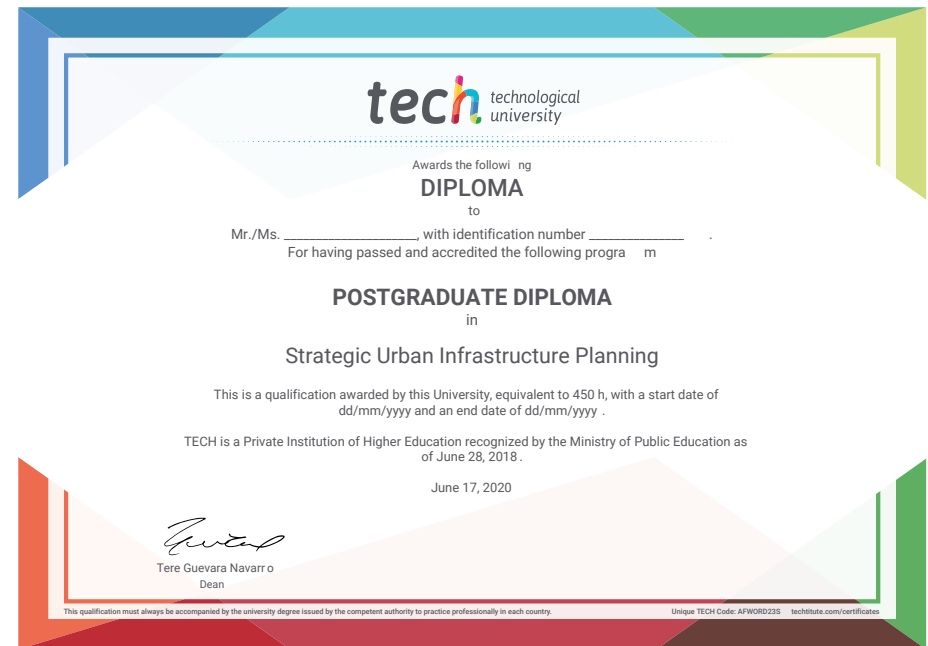 tech technological
university
Awards the followi ng
DIPLOMA
to
Mr./Ms. ____________________, with identification number ______________ .
For having passed and accredited the following progra m
POSTGRADUATE DIPLOMA
in
Strategic Urban Infrastructure Planning
This is a qualification awarded by this University, equivalent to 450 h, with a start date of
dd/mm/yyyy and an end date of dd/mm/yyyy .
TECH is a Private Institution of Higher Education recognized by the Ministry of Public Education as
of June 28, 2018 .
June 17, 2020
Tere Guevara Navarr o
Dean
This qualification must always be accompanied by the university degree issued by the competent authority to practice professionally in each country.
Unique TECH Code: AFWORD23S techtitute.com/certificates